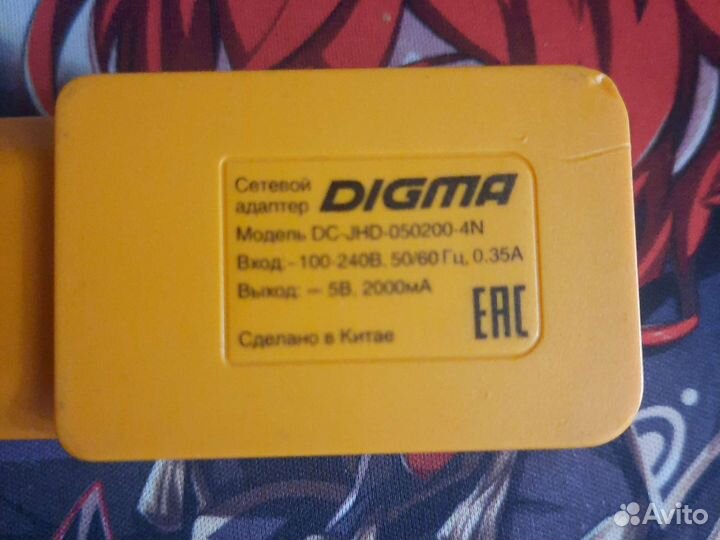 Сетевой
адаптер DIGMA
Модель DC-JHD-050200-4N
Вход:~100-240В, 50/60 Гц, 0.35А
Выход: ⎓ 5В, 2000мА
EAC
Сделано в Китае
Avito